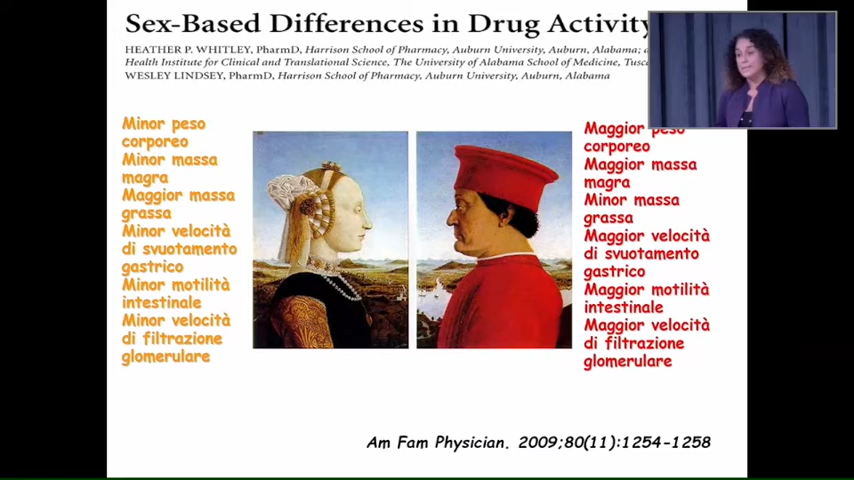 Sex-Based Differences in Drug Activity
HEATHER P. WHITLEY, PharmD, Harrison School of Pharmacy, Auburn University, Auburn, Alabama;
Health Institute for Clinical and Translational Science, The University of Alabama School of Medicine,
WESLEY LINDSEY, PharmD, Harrison School of Pharmacy, Auburn University, Auburn, Alabama
Minor peso
corporeo
Minor massa
magra
Maggior massa
grassa
Minor velocità
di svuotamento
gastrico
Minor motilità
intestinale
Minor velocità
di filtrazione
glomerulare
Maggior peso
corporeo
Maggior massa
magra
Minor massa
grassa
Maggior velocità
di svuotamento
gastrico
Maggior motilità
intestinale
Maggior velocità
di filtrazione
glomerulare
Am Fam Physician. 2009;80(11):1254-1258